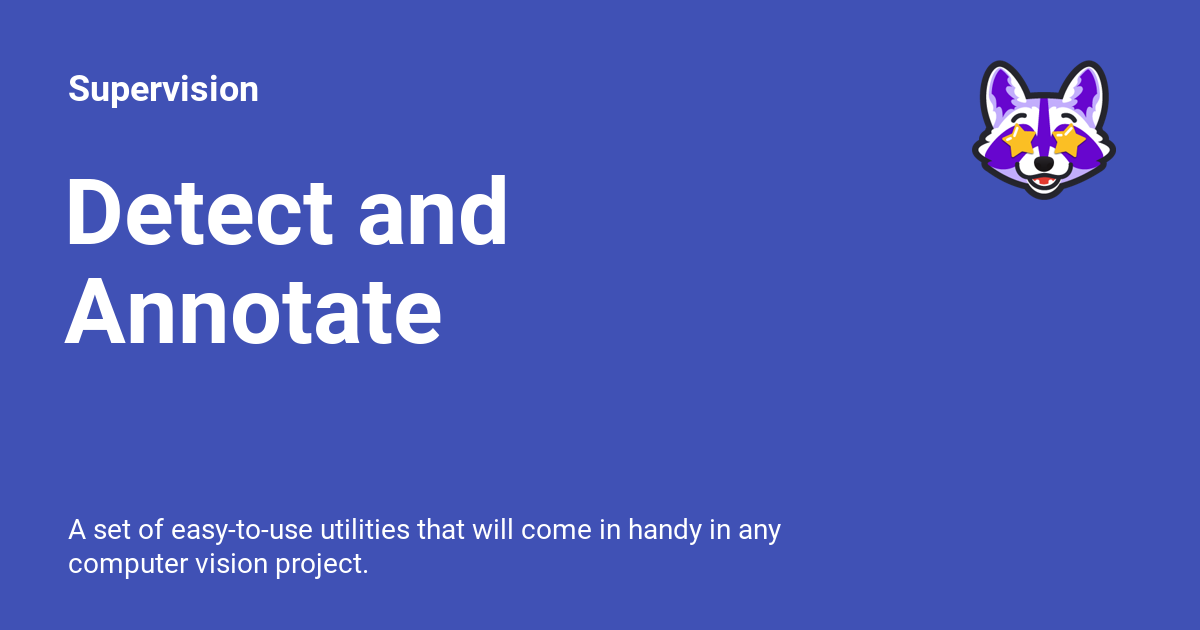 Supervision
Detect and
Annotate
A set of easy-to-use utilities that will come in handy in any
computer vision project.